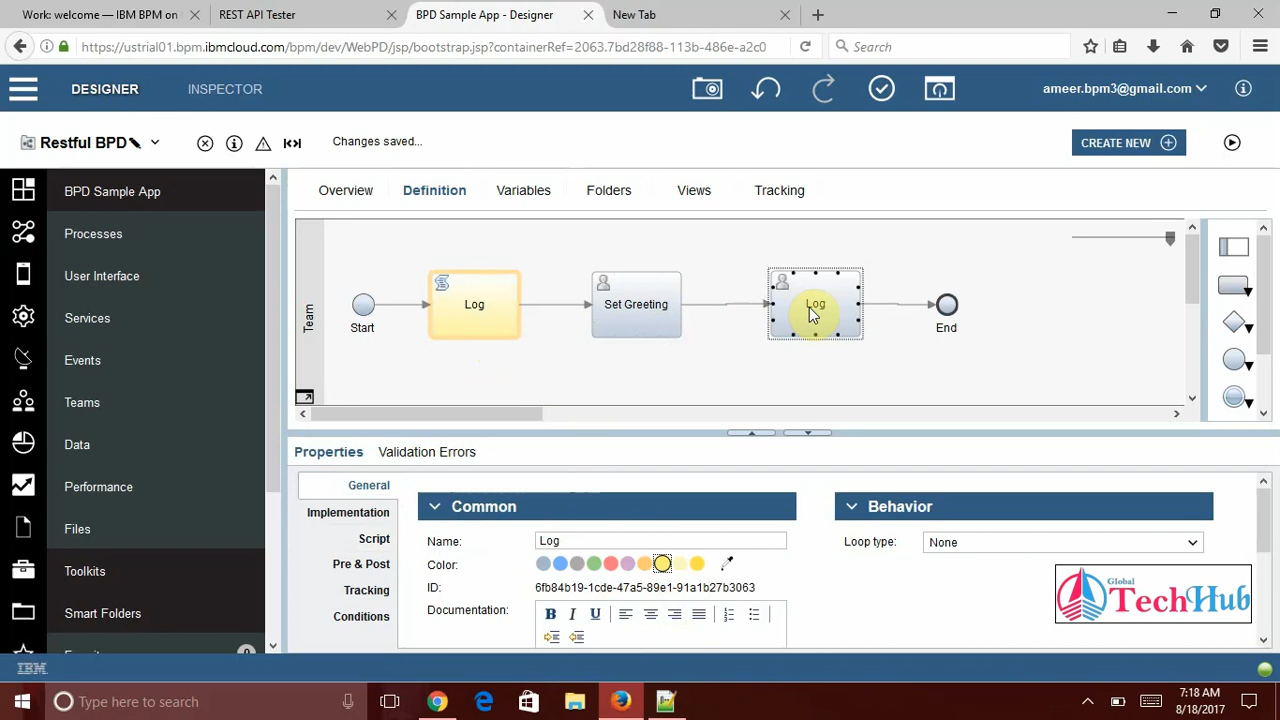 Work: welcome — IBM BPM on
REST API Tester
BPD Sample App - Designer
New Tab
https://ustrial01.bpm.ibmcloud.com/bpm/dev/WebPD/jsp/bootstrap.jsp?containerRef=2063.7bd28f88-113b-486e-a2c0
Search
DESIGNER
INSPECTOR
ameer.bpm3@gmail.com
Restful BPD
Changes saved...
CREATE NEW
BPD Sample App
Processes
User Interface
Services
Events
Teams
Data
Performance
Files
Toolkits
Smart Folders
Overview
Definition
Variables
Folders
Views
Tracking
Team
Start
Log
Set Greeting
Log
End
Properties
Validation Errors
General
Implementation
Script
Pre & Post
Tracking
Conditions
Common
Name:
Log
Color:
ID:
6fb84b19-1cde-47a5-89e1-91a1b27b3063
Documentation:
B I U
Behavior
Loop type:
None
Global
TechHub
IBM
Type here to search
7:18 AM
8/18/2017